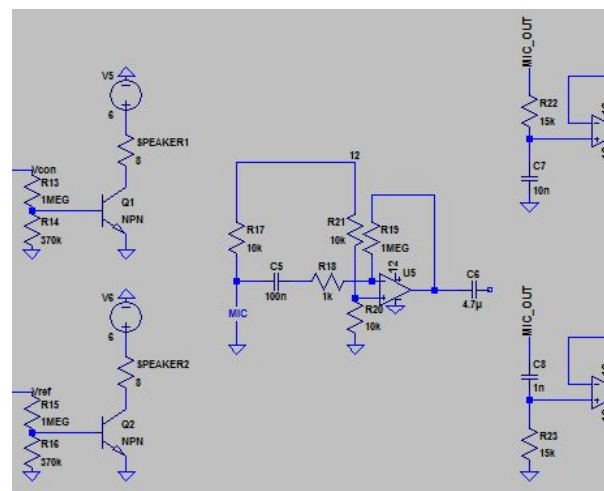 V5
6
SPEAKER1
8
Vcon
R13
1MEG
R14
370k
Q1
NPN
V6
6
SPEAKER2
8
Vref
R15
1MEG
R16
370k
Q2
NPN
12
R17
10k
R21
10k
R19
1MEG
C5
100n
R18
1k
12
U5
MIC
R20
10k
C6
4.7µ
MIC_OUT
R22
15k
C7
10n
MIC_OUT
C8
1n
R23
15k